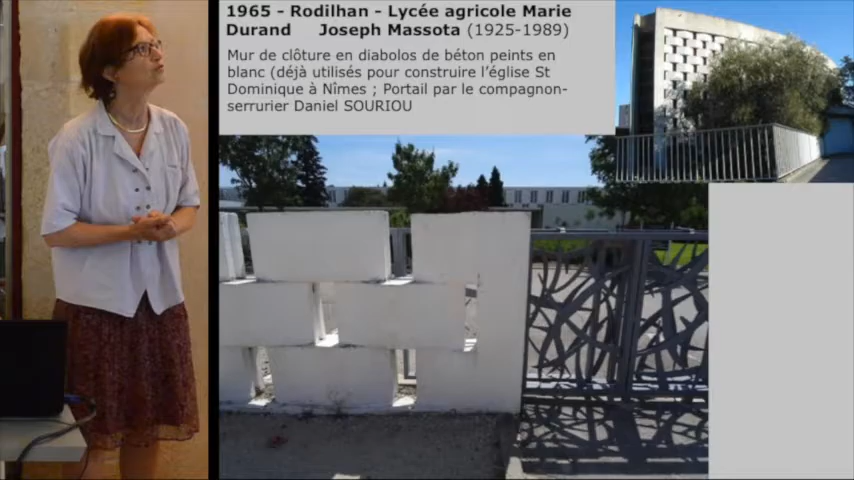 1965 - Rodilhan - Lycée agricole Marie
Durand Joseph Massota (1925-1989)
Mur de clôture en diabolos de béton peints en
blanc (déjà utilisés pour construire l'église St
Dominique à Nîmes ; Portail par le compagnon-
serrurier Daniel SOURIOU